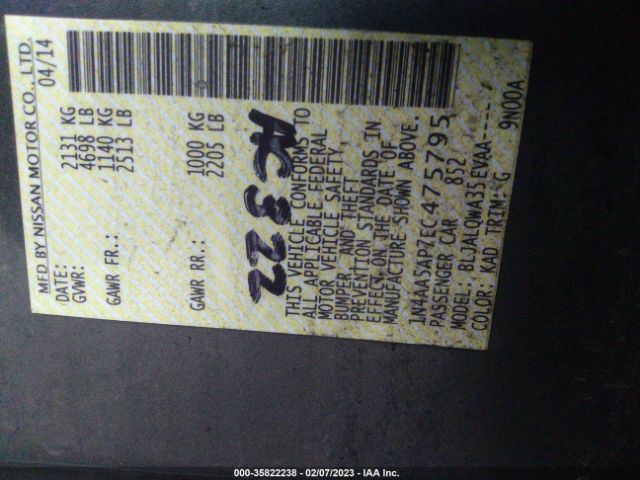 MFD BY NISSAN MOTOR CO., LTD.
DATE: 04/14
GVWR: 2131 KG
4698 LB
GAWR FR.: 1140 KG
2513 LB
GAWR RR.: 1000 KG
2205 LB
AC322
THIS VEHICLE CONFORMS TO
ALL APPLICABLE FEDERAL
MOTOR VEHICLE SAFETY,
BUMPER, AND THEFT
PREVENTION STANDARDS IN
EFFECT ON THE DATE OF
MANUFACTURE SHOWN ABOVE.
1N4AA5AP7EC475795
PASSENGER CAR 852
MODEL: BLJALOWA35EYAA----
COLOR: KAD TRIM: G 9N00A
000-35822238 - 02/07/2023 - IAA Inc.